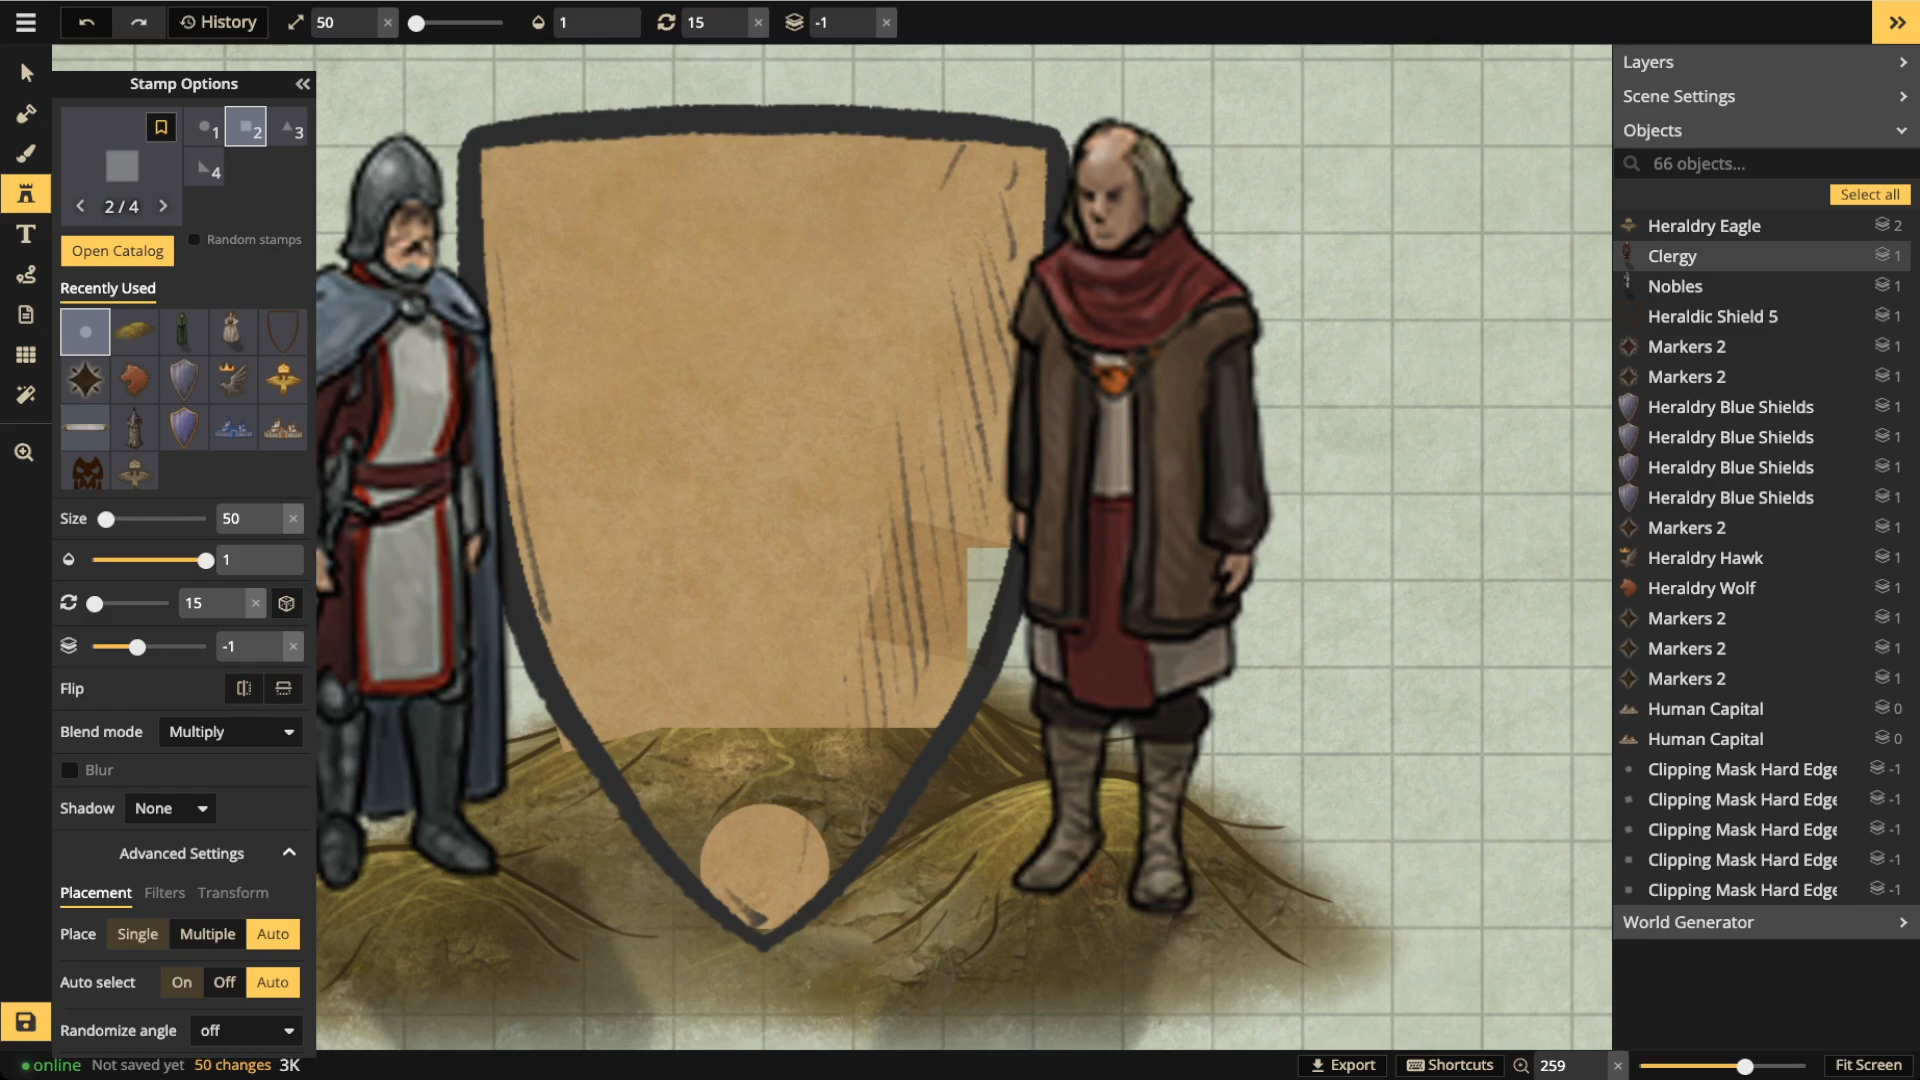 History
50
1
15
-1
Stamp Options
1
2
3
4
2 / 4
Open Catalog
Random stamps
Recently Used
Size
50
1
15
-1
Flip
Blend mode
Multiply
Blur
Shadow
None
Advanced Settings
Placement
Filters
Transform
Place
Single
Multiple
Auto
Auto select
On
Off
Auto
Randomize angle
off
online
Not saved yet
50 changes
3K
Export
Shortcuts
259
Fit Screen
Layers
Scene Settings
Objects
66 objects...
Select all
Heraldry Eagle 2
Clergy 1
Nobles 1
Heraldic Shield 5 1
Markers 2 1
Markers 2 1
Heraldry Blue Shields 1
Heraldry Blue Shields 1
Heraldry Blue Shields 1
Heraldry Blue Shields 1
Markers 2 1
Heraldry Hawk 1
Heraldry Wolf 1
Markers 2 1
Markers 2 1
Markers 2 1
Human Capital 0
Human Capital 0
Clipping Mask Hard Edge -1
Clipping Mask Hard Edge -1
Clipping Mask Hard Edge -1
Clipping Mask Hard Edge -1
Clipping Mask Hard Edge -1
World Generator